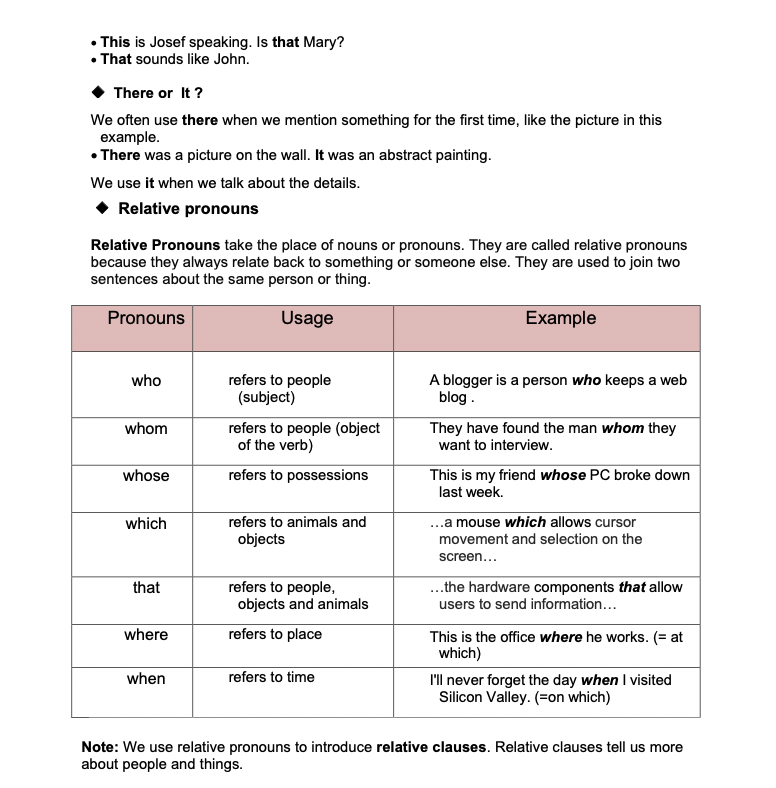 • This is Josef speaking. Is that Mary?
• That sounds like John.
◆ There or It ?
We often use there when we mention something for the first time, like the picture in this
example.
• There was a picture on the wall. It was an abstract painting.
We use it when we talk about the details.
◆ Relative pronouns
Relative Pronouns take the place of nouns or pronouns. They are called relative pronouns
because they always relate back to something or someone else. They are used to join two
sentences about the same person or thing.
Pronouns Usage Example
who refers to people A blogger is a person who keeps a web
(subject) blog .
whom refers to people (object They have found the man whom they
of the verb) want to interview.
whose refers to possessions This is my friend whose PC broke down
last week.
which refers to animals and …a mouse which allows cursor
objects movement and selection on the
screen…
that refers to people, …the hardware components that allow
objects and animals users to send information…
where refers to place This is the office where he works. (= at
which)
when refers to time I'll never forget the day when I visited
Silicon Valley. (=on which)
Note: We use relative pronouns to introduce relative clauses. Relative clauses tell us more
about people and things.